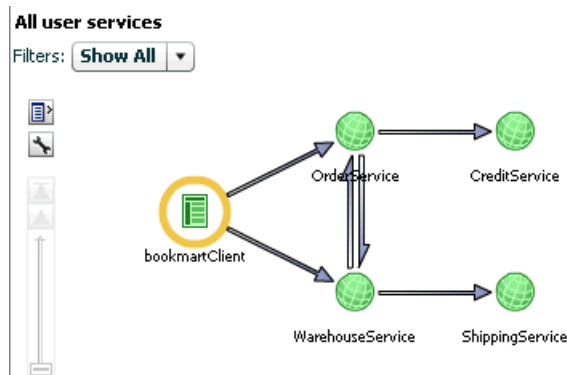 All user services
Filters: Show All
OrderService
CreditService
bookmartClient
WarehouseService
ShippingService